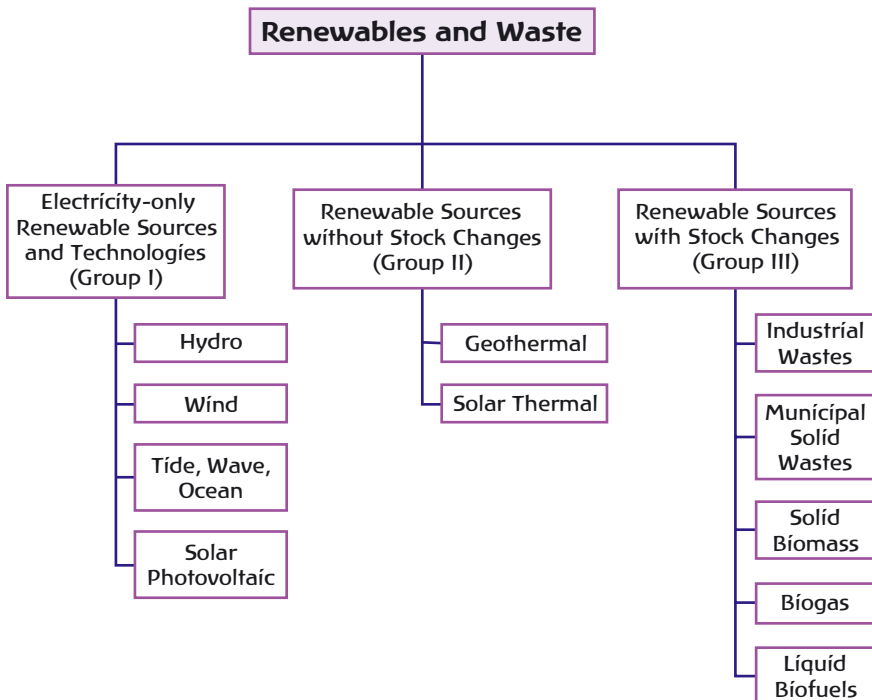 Renewables and Waste
Electricity-only
Renewable Sources
and Technologies
(Group I)
Hydro
Wind
Tide, Wave,
Ocean
Solar
Photovoltaic
Renewable Sources
without Stock Changes
(Group II)
Geothermal
Solar Thermal
Renewable Sources
with Stock Changes
(Group III)
Industrial
Wastes
Municipal
Solid
Wastes
Solid
Biomass
Biogas
Liquid
Biofuels